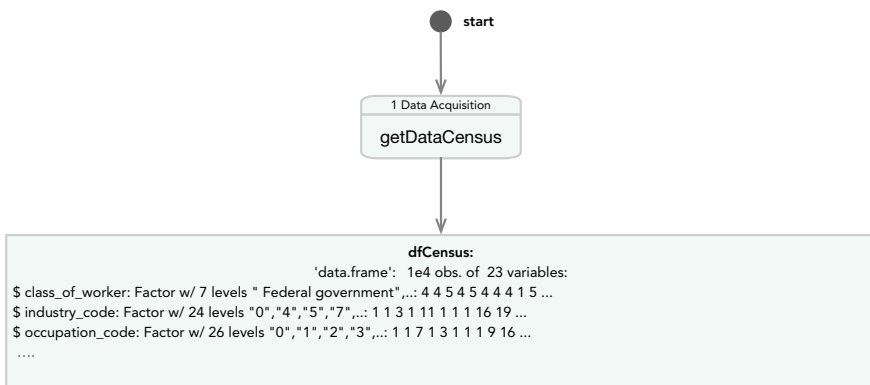 start
1 Data Acquisition
getDataCensus
dfCensus:
'data.frame': 1e4 obs. of 23 variables:
$ class_of_worker: Factor w/ 7 levels " Federal government",..: 4 4 5 4 5 4 4 4 1 5 ...
$ industry_code: Factor w/ 24 levels "0","4","5","7",..: 1 1 3 1 11 1 1 1 16 19 ...
$ occupation_code: Factor w/ 26 levels "0","1","2","3",..: 1 1 7 1 3 1 1 1 9 16 ...
....